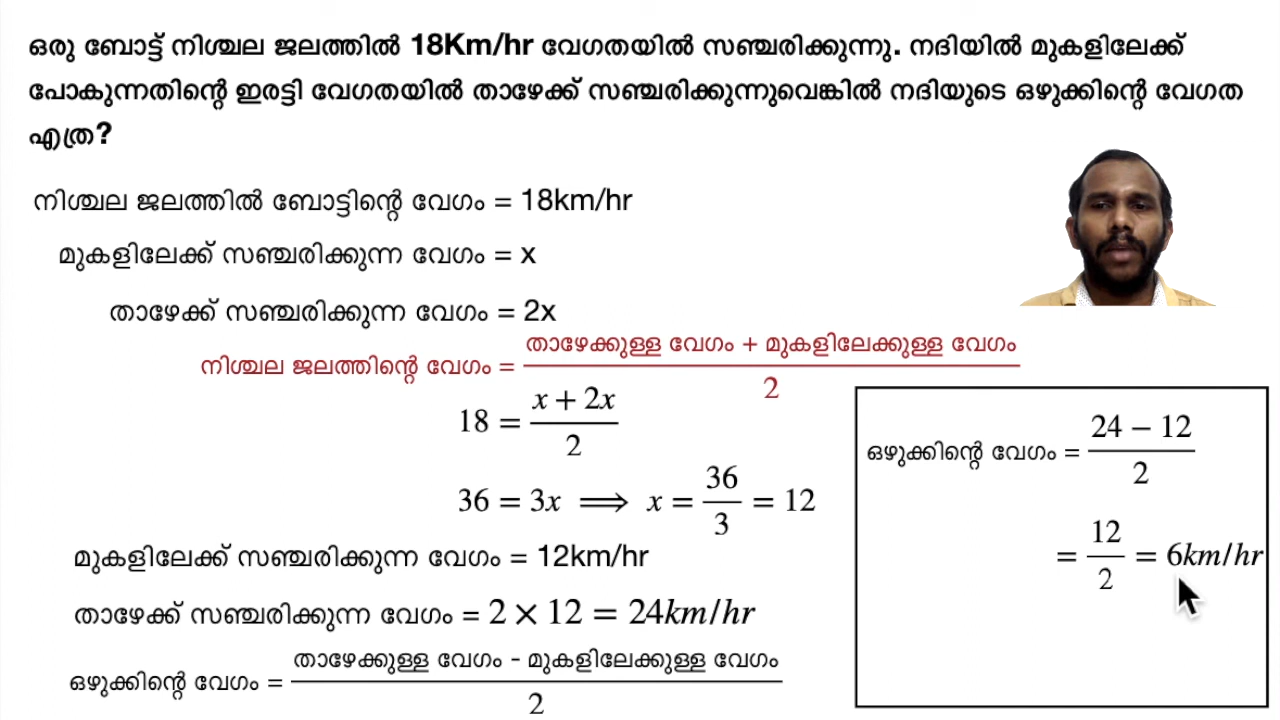 ഒരു ബോട്ട് നിശ്ചല ജലത്തിൽ 18Km/hr വേഗതയിൽ സഞ്ചരിക്കുന്നു. നദിയിൽ മുകളിലേക്ക്
പോകുന്നതിന്റെ ഇരട്ടി വേഗതയിൽ താഴേക്ക് സഞ്ചരിക്കുന്നുവെങ്കിൽ നദിയുടെ ഒഴുക്കിന്റെ വേഗത
എത്ര?
നിശ്ചല ജലത്തിൽ ബോട്ടിന്റെ വേഗം = 18km/hr
മുകളിലേക്ക് സഞ്ചരിക്കുന്ന വേഗം = x
താഴേക്ക് സഞ്ചരിക്കുന്ന വേഗം = 2x
നിശ്ചല ജലത്തിന്റെ വേഗം = താഴേക്കുള്ള വേഗം + മുകളിലേക്കുള്ള വേഗം / 2
18 = x + 2x / 2
36 = 3x ⟹ x = 36 / 3 = 12
മുകളിലേക്ക് സഞ്ചരിക്കുന്ന വേഗം = 12km/hr
താഴേക്ക് സഞ്ചരിക്കുന്ന വേഗം = 2 × 12 = 24km/hr
ഒഴുക്കിന്റെ വേഗം = താഴേക്കുള്ള വേഗം - മുകളിലേക്കുള്ള വേഗം / 2
ഒഴുക്കിന്റെ വേഗം = 24 − 12 / 2
= 12 / 2 = 6km/hr